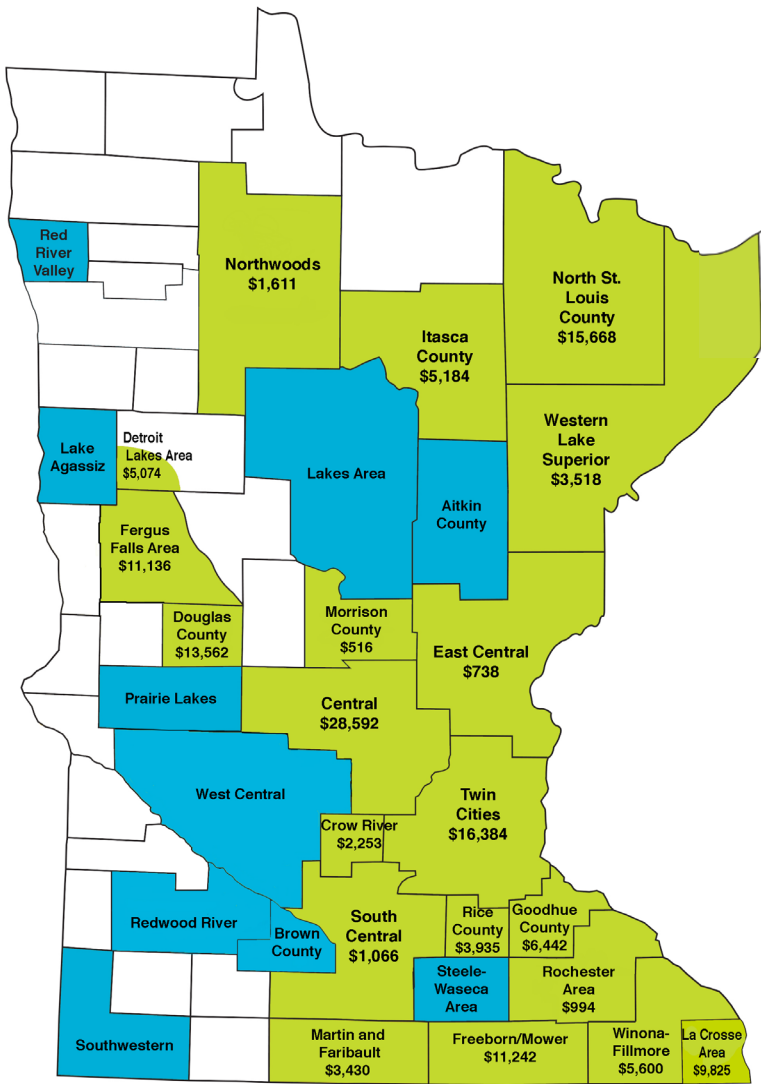 Red
River
Valley
Northwoods
$1,611
North St.
Louis
County
$15,668
Itasca
County
$5,184
Western
Lake
Superior
$3,518
Lake
Agassiz
Detroit
Lakes Area
$5,074
Lakes Area
Aitkin
County
Fergus
Falls Area
$11,136
Douglas
County
$13,562
Morrison
County
$516
East Central
$738
Prairie Lakes
Central
$28,592
West Central
Twin
Cities
$16,384
Crow River
$2,253
Redwood River
Brown
County
South
Central
$1,066
Rice
County
$3,935
Goodhue
County
$6,442
Steele-
Waseca
Area
Rochester
Area
$994
Southwestern
Martin and
Faribault
$3,430
Freeborn/Mower
$11,242
Winona-
Fillmore
$5,600
La Crosse
Area
$9,825